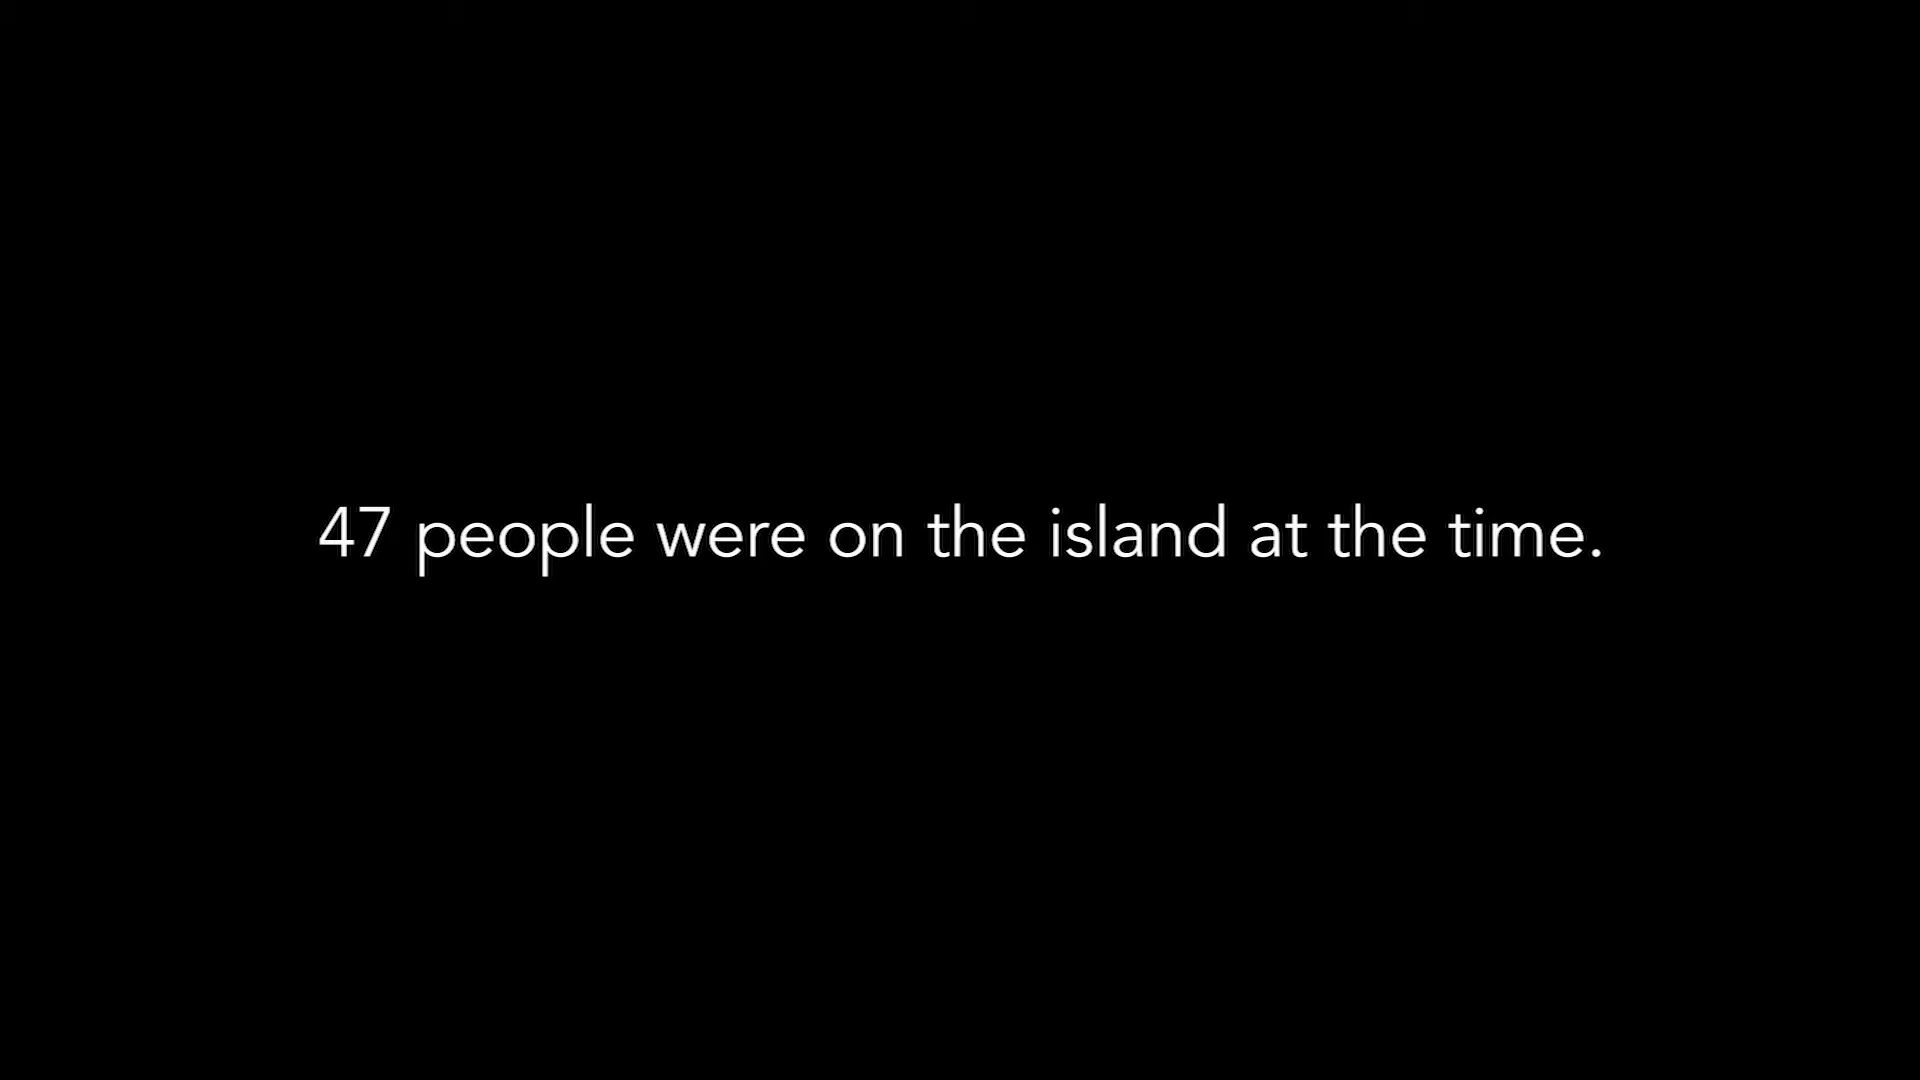 47 people were on the island at the time.